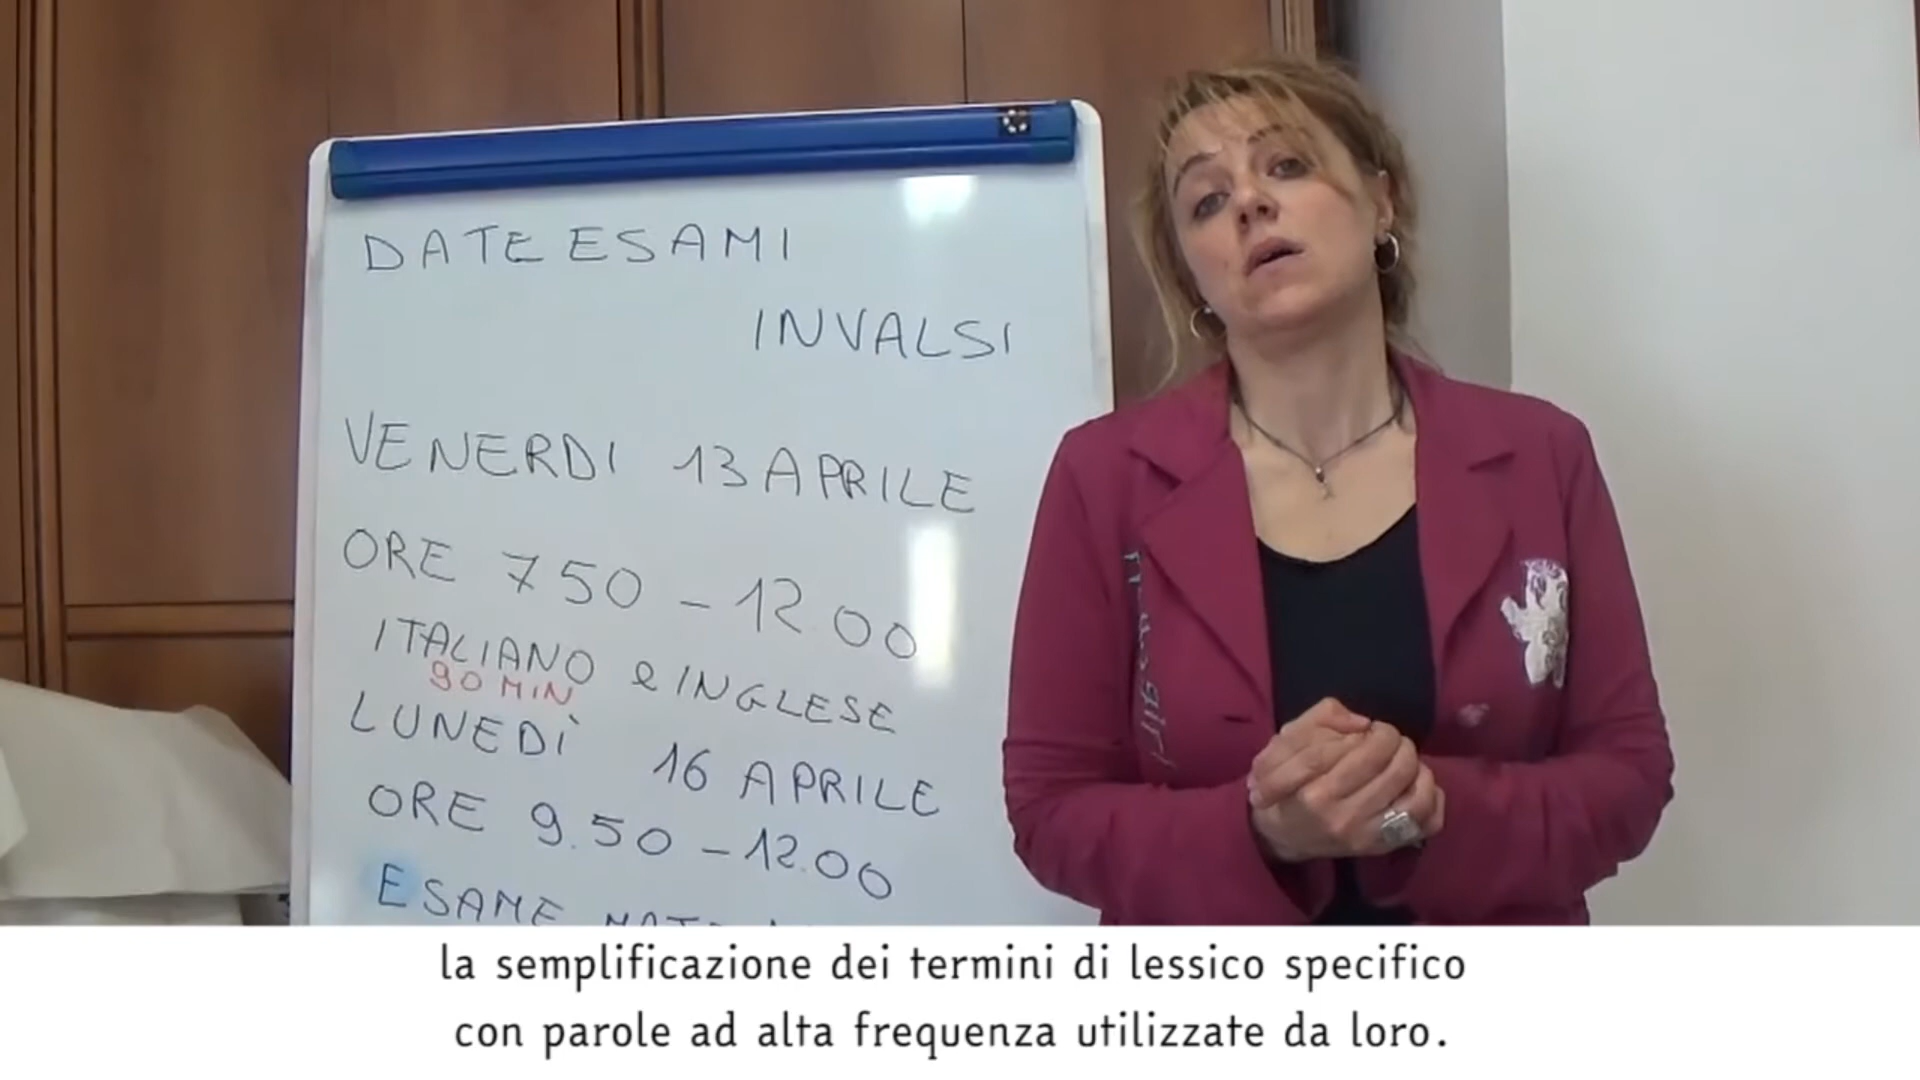 DATE ESAMI
INVALSI
VENERDI 13 APRILE
ORE 7 50 - 12 00
ITALIANO e INGLESE
90 MIN
LUNEDÌ 16 APRILE
ORE 9.50 - 12.00
ESAME
la semplificazione dei termini di lessico specifico
con parole ad alta frequenza utilizzate da loro.